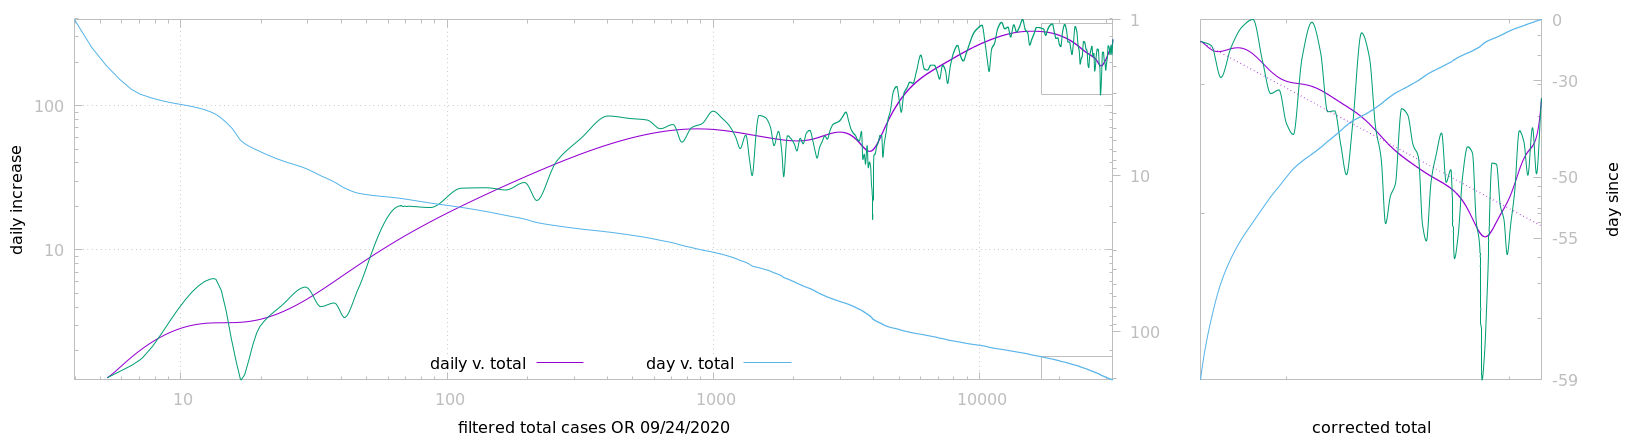 daily increase
100
10
daily v. total
day v. total
10
100
1000
10000
filtered total cases OR 09/24/2020
1
10
100
0
-30
-50
-55
-59
day since
corrected total